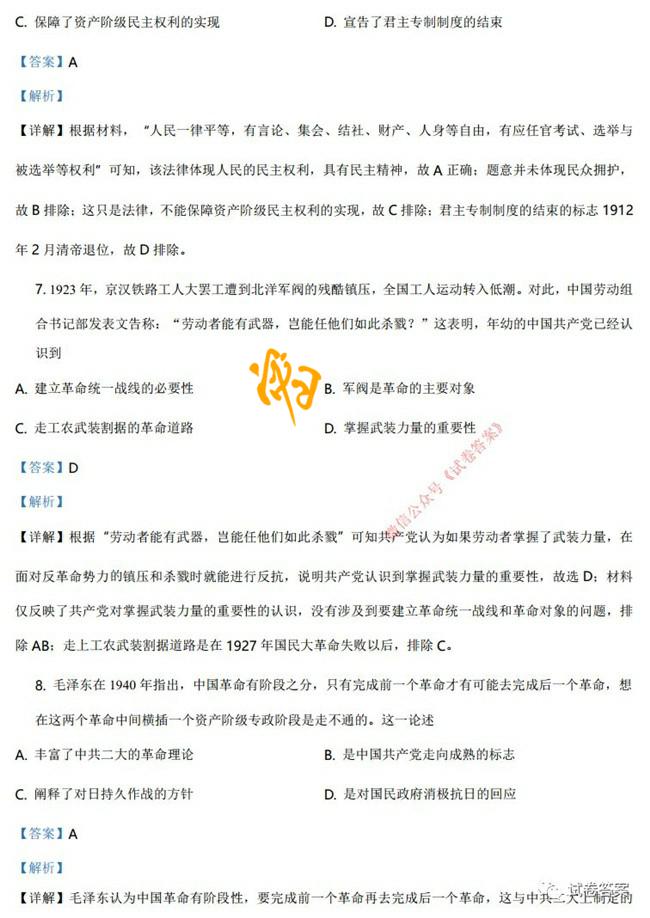 C. 保障了资产阶级民主权利的实现 D. 宣告了君主专制制度的结束
【答案】A
【解析】
【详解】根据材料，“人民一律平等，有言论、集会、结社、财产、人身等自由，有应任官考试、选举与
被选举等权利”可知，该法律体现人民的民主权利，具有民主精神，故 A 正确；题意并未体现民众拥护，
故 B 排除；这只是法律，不能保障资产阶级民主权利的实现，故 C 排除；君主专制制度的结束的标志 1912
年 2 月清帝退位，故 D 排除。
7. 1923 年，京汉铁路工人大罢工遭到北洋军阀的残酷镇压，全国工人运动转入低潮。对此，中国劳动组
合书记部发表文告称：“劳动者能有武器，岂能任他们如此杀戮？”这表明，年幼的中国共产党已经认
识到
A. 建立革命统一战线的必要性 B. 军阀是革命的主要对象
C. 走工农武装割据的革命道路 D. 掌握武装力量的重要性
微信公众号《试卷答案》
【答案】D
【解析】
【详解】根据“劳动者能有武器，岂能任他们如此杀戮”可知共产党认为如果劳动者掌握了武装力量，在
面对反革命势力的镇压和杀戮时就能进行反抗，说明共产党认识到掌握武装力量的重要性，故选 D；材料
仅反映了共产党对掌握武装力量的重要性的认识，没有涉及到要建立革命统一战线和革命对象的问题，排
除 AB；走上工农武装割据道路是在 1927 年国民大革命失败以后，排除 C。
8. 毛泽东在 1940 年指出，中国革命有阶段之分，只有完成前一个革命才有可能去完成后一个革命，想
在这两个革命中间横插一个资产阶级专政阶段是走不通的。这一论述
A. 丰富了中共二大的革命理论 B. 是中国共产党走向成熟的标志
C. 阐释了对日持久作战的方针 D. 是对国民政府消极抗日的回应
【答案】A
【解析】
【详解】毛泽东认为中国革命有阶段性，要完成前一个革命再去完成后一个革命，这与中共二大上制定的
试卷答案